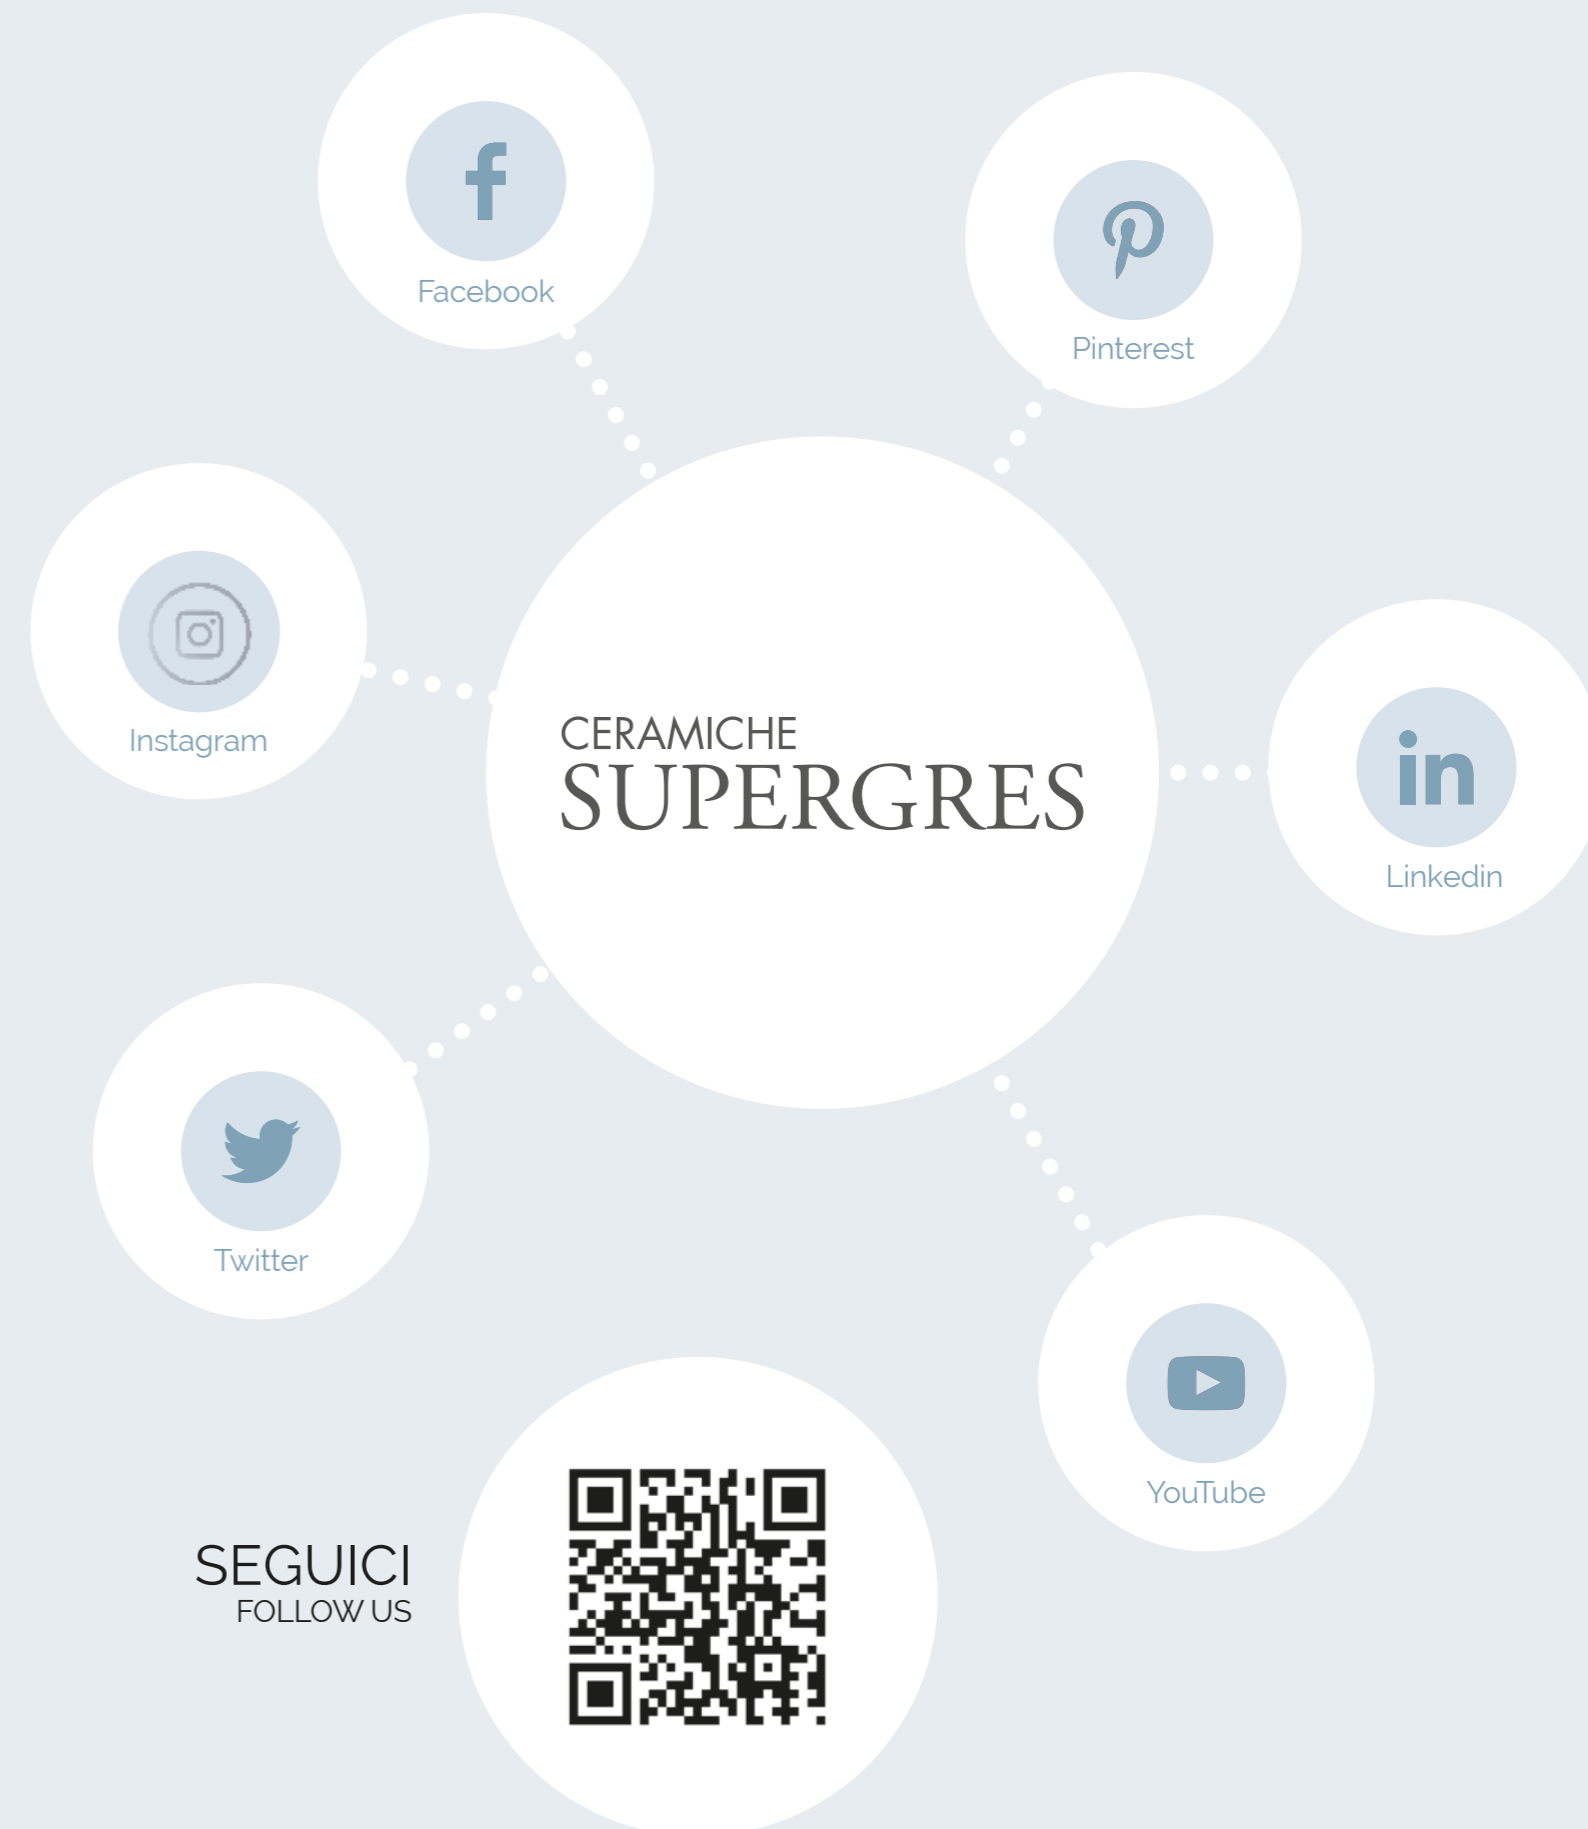 Facebook
Pinterest
Instagram
CERAMICHE
SUPERGRES
Linkedin
Twitter
YouTube
SEGUICI
FOLLOW US